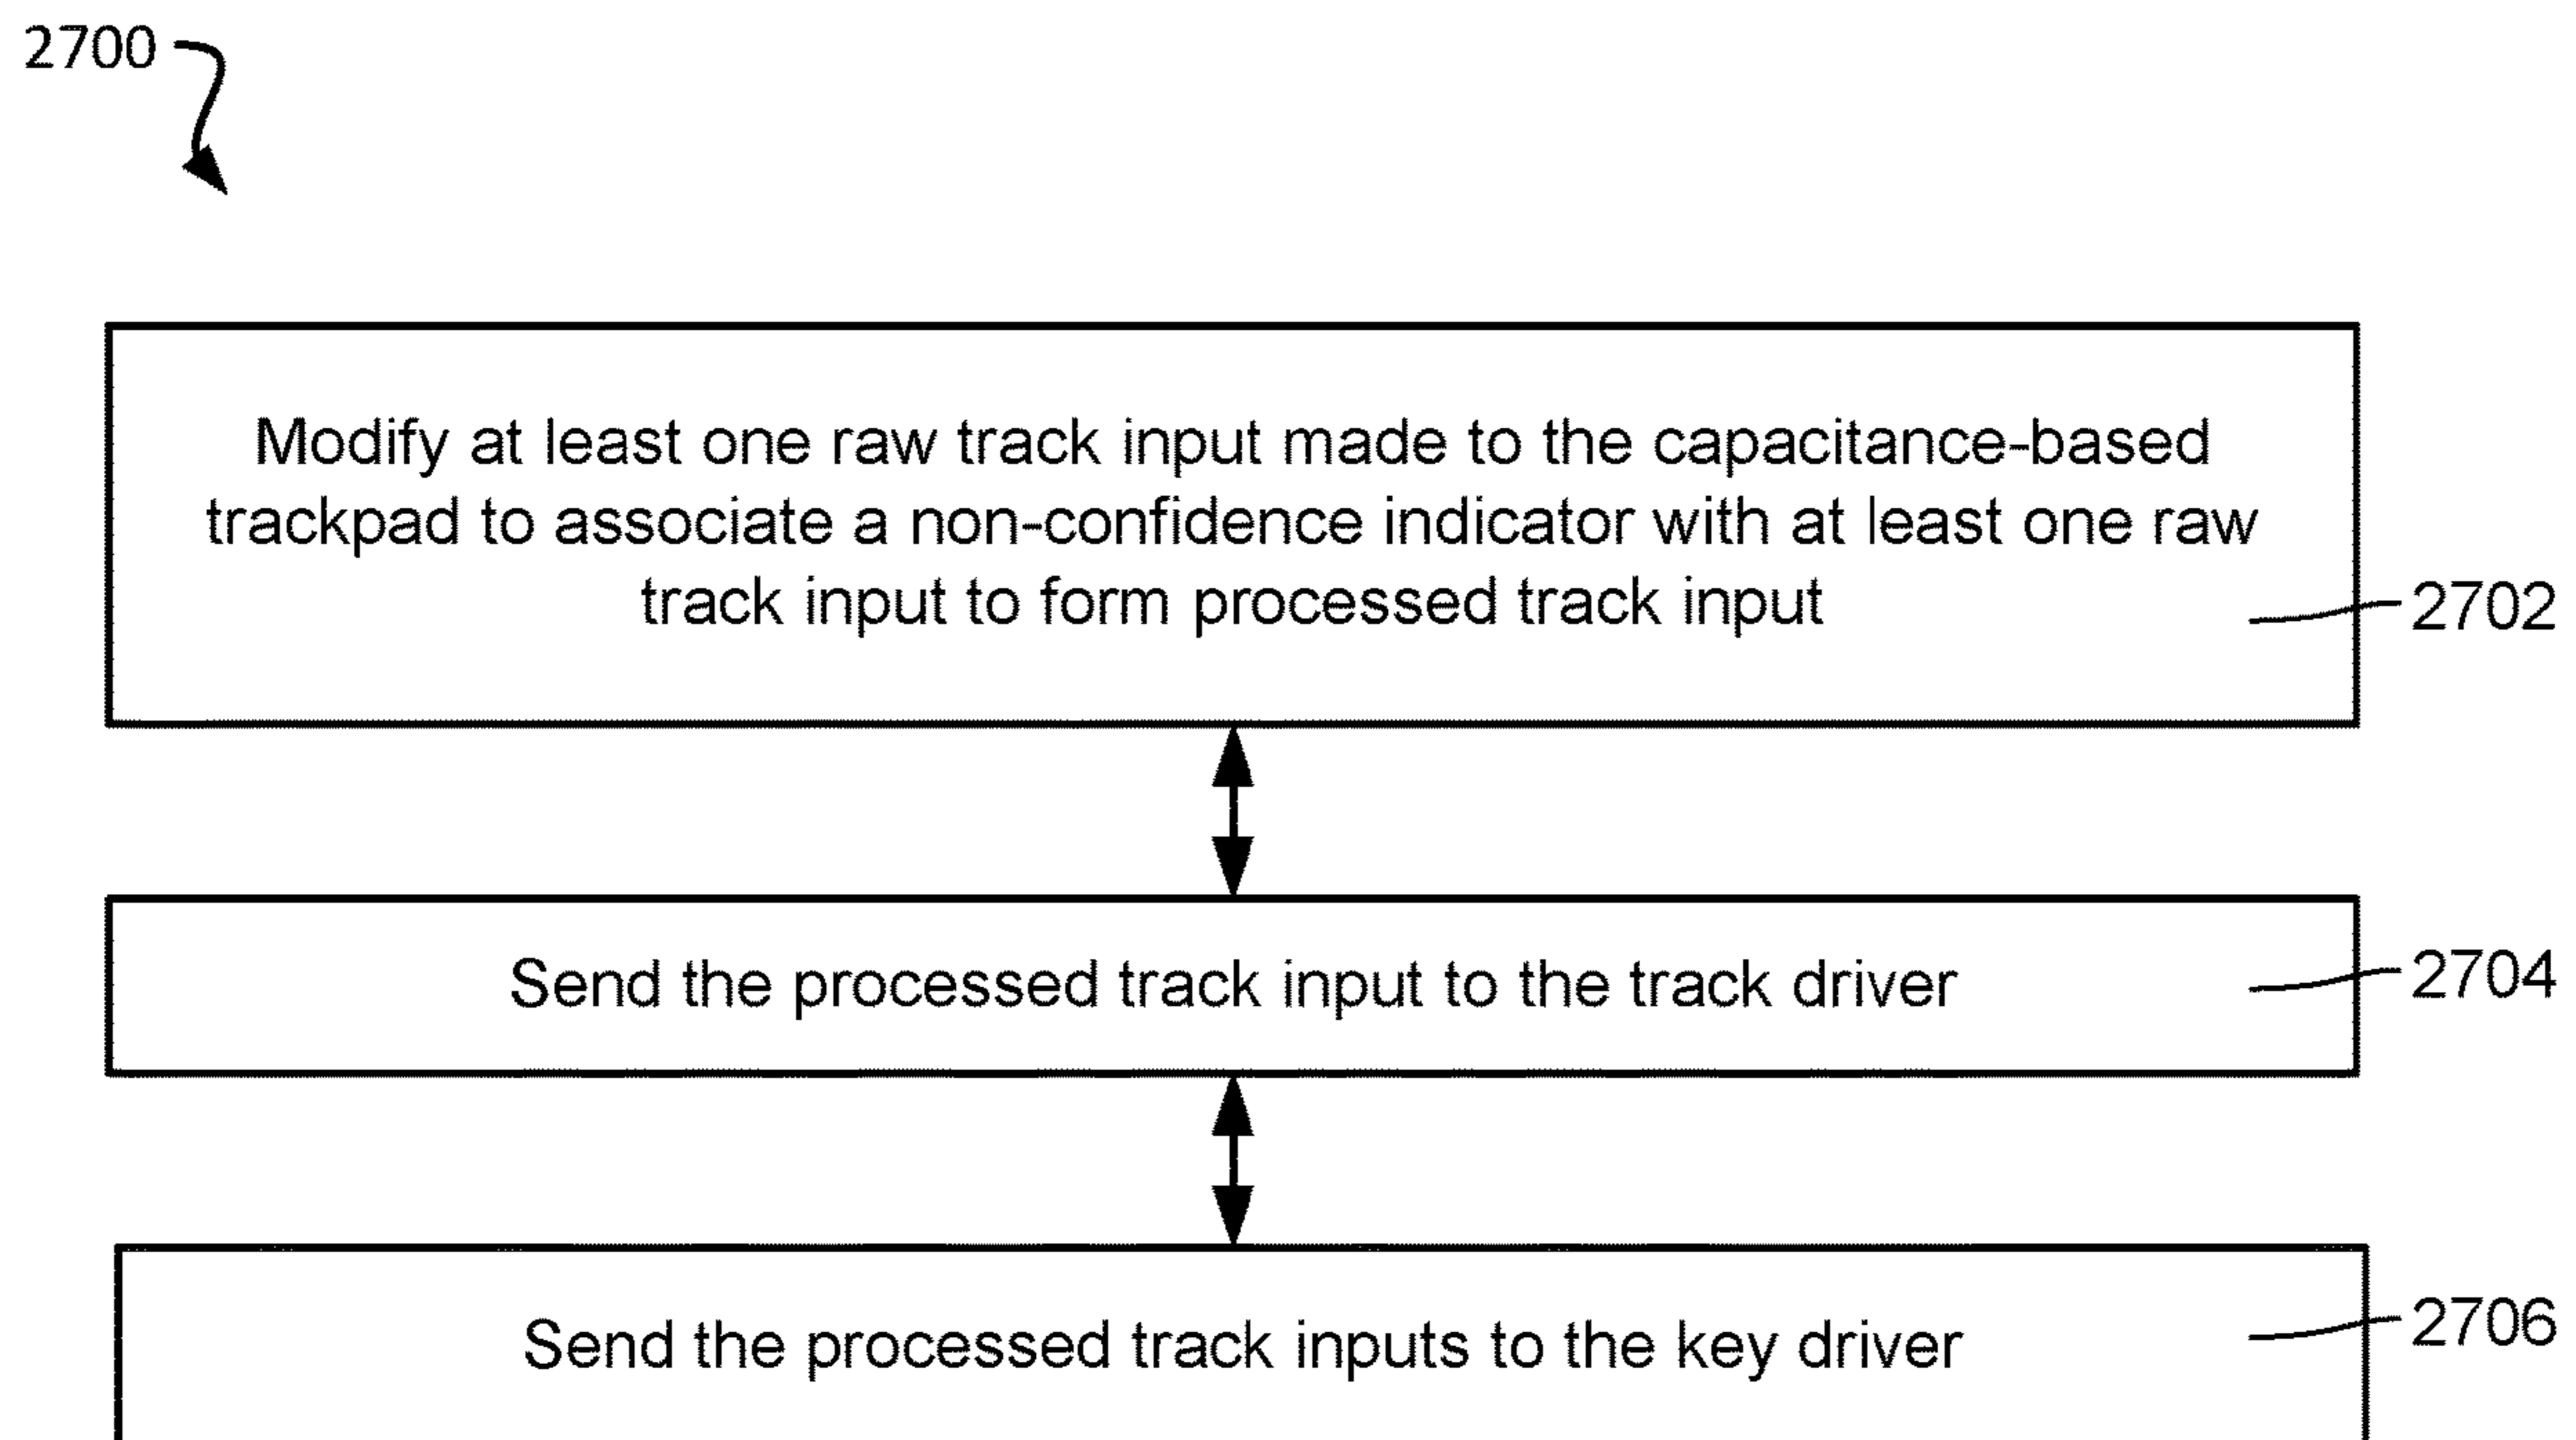 2700
Modify at least one raw track input made to the capacitance-based
trackpad to associate a non-confidence indicator with at least one raw
track input to form processed track input
2702
Send the processed track input to the track driver
2704
Send the processed track inputs to the key driver
2706